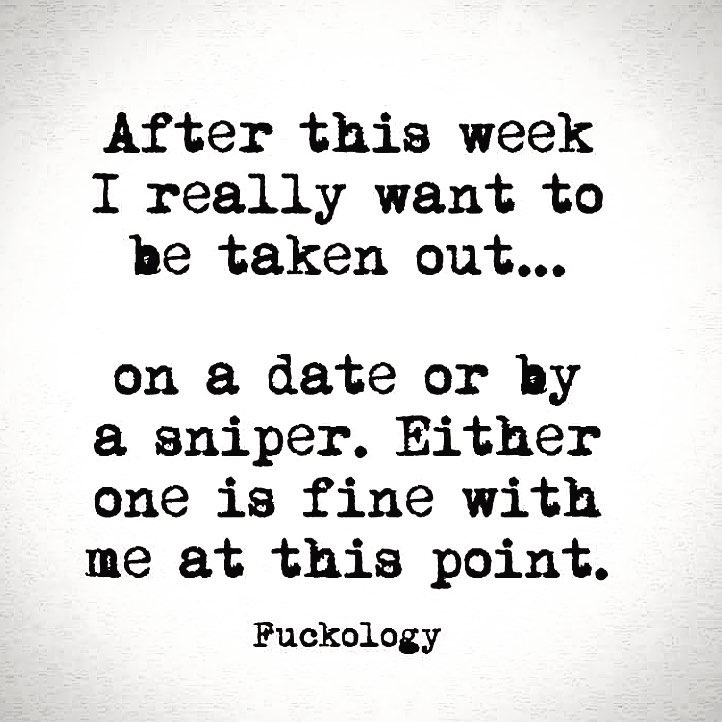 After this week
I really want to
be taken out...
on a date or by
a sniper. Either
one is fine with
me at this point.
Fuckology